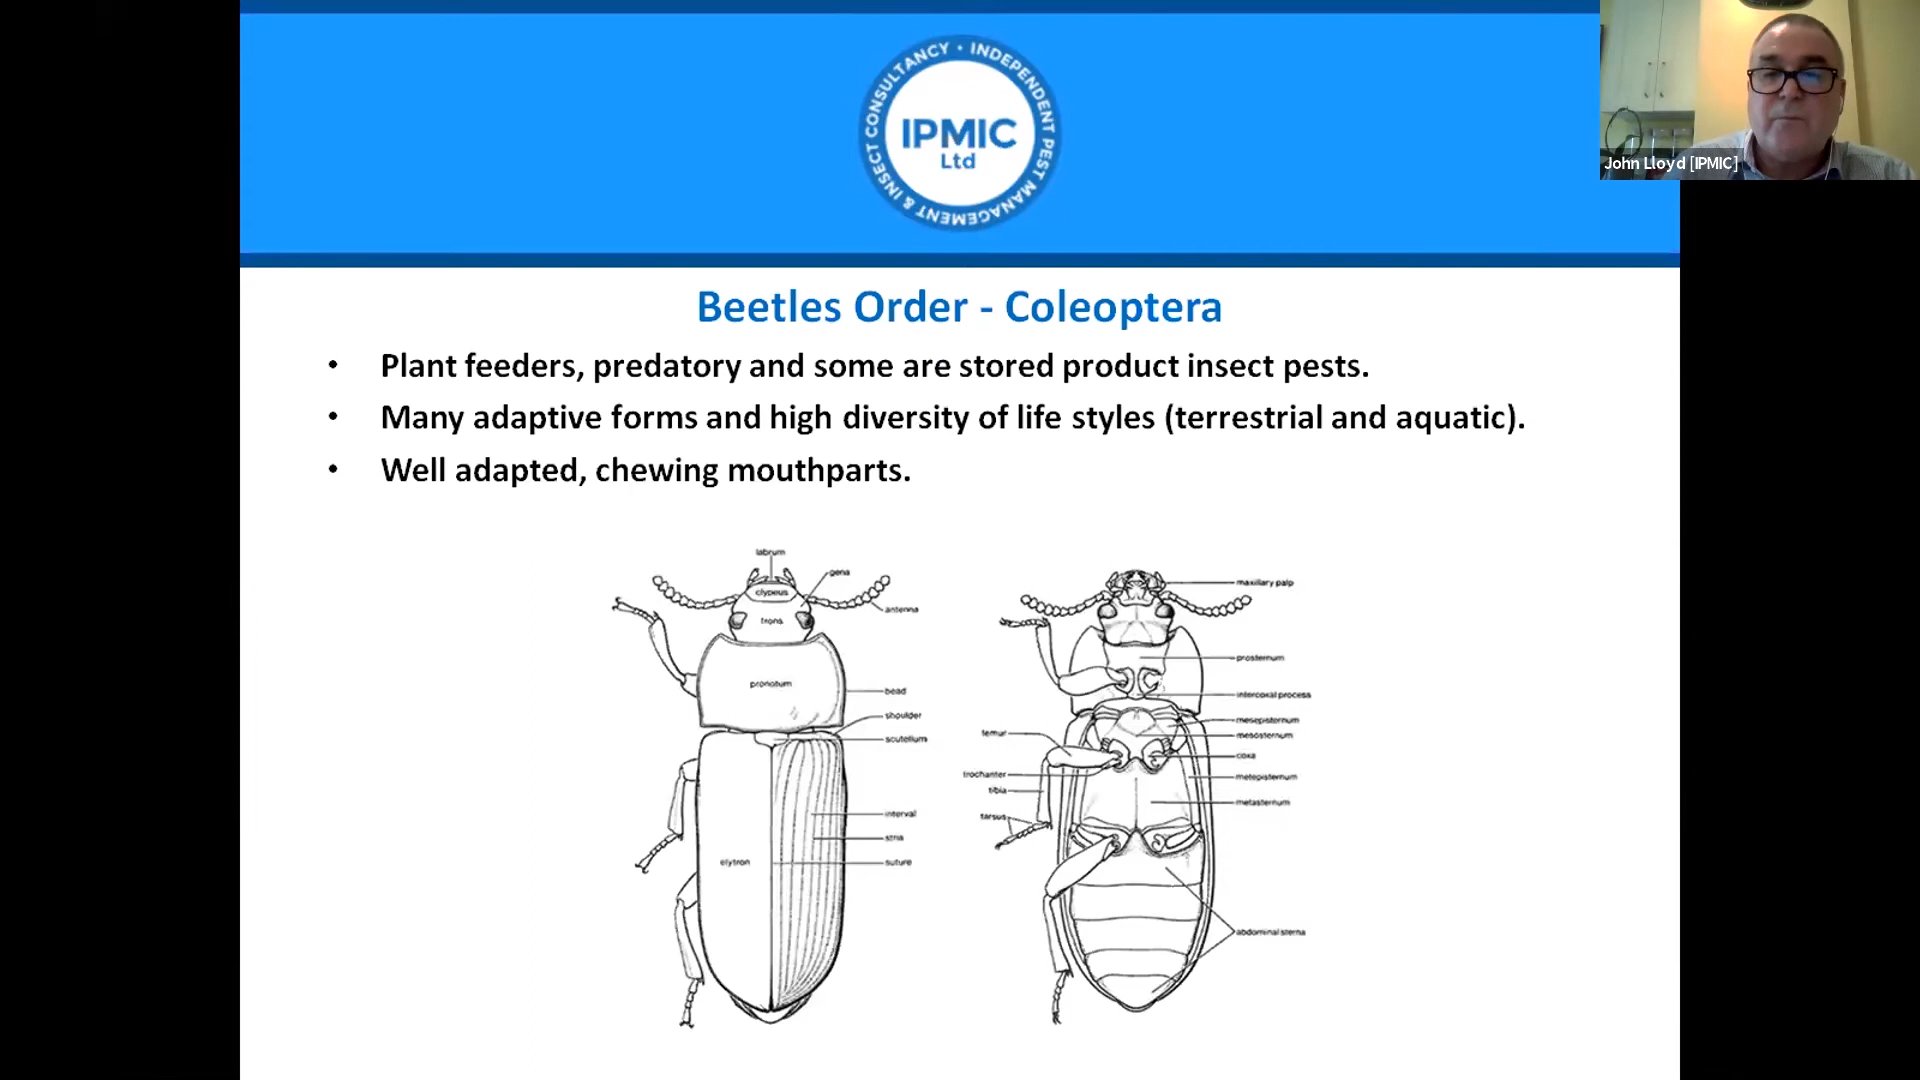 INSECT CONSULTANCY • INDEPENDENT PEST MANAGEMENT &
IPMIC
Ltd
John Lloyd [IPMIC]
Beetles Order - Coleoptera
• Plant feeders, predatory and some are stored product insect pests.
• Many adaptive forms and high diversity of life styles (terrestrial and aquatic).
• Well adapted, chewing mouthparts.
labrum
gena
clypeus
antenna
frons
pronotum
bead
shoulder
scutellum
interval
stria
elytron
suture
maxillary palp
prosternum
intercoxal process
mesepisternum
femur
mesosternum
coxa
trochanter
metepisternum
tibia
metasternum
tarsus
abdominal sterna